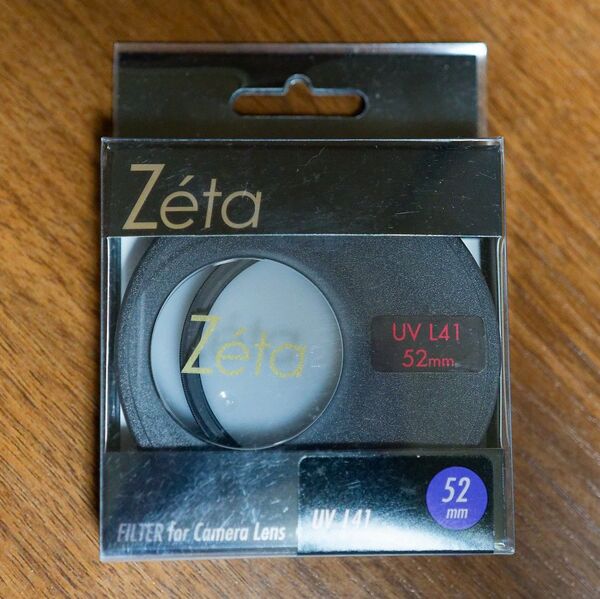 Zéta
Zéta
UV L41
52mm
52
mm
FILTER for Camera Lens UV L41